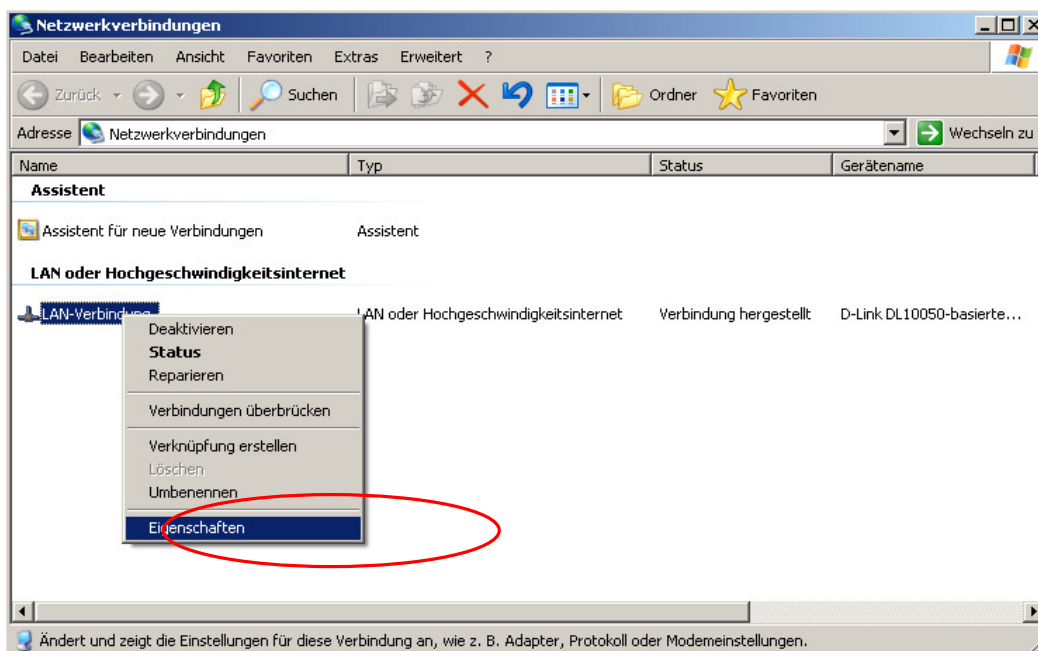 Netzwerkverbindungen
Datei Bearbeiten Ansicht Favoriten Extras Erweitert ?
Zurück Suchen Ordner Favoriten
Adresse Netzwerkverbindungen Wechseln zu
Name Typ Status Gerätename
Assistent
Assistent für neue Verbindungen Assistent
LAN oder Hochgeschwindigkeitsinternet
LAN-Verbindung LAN oder Hochgeschwindigkeitsinternet Verbindung hergestellt D-Link DL10050-basierte...
Deaktivieren
Status
Reparieren
Verbindungen überbrücken
Verknüpfung erstellen
Löschen
Umbenennen
Eigenschaften
Ändert und zeigt die Einstellungen für diese Verbindung an, wie z. B. Adapter, Protokoll oder Modemeinstellungen.